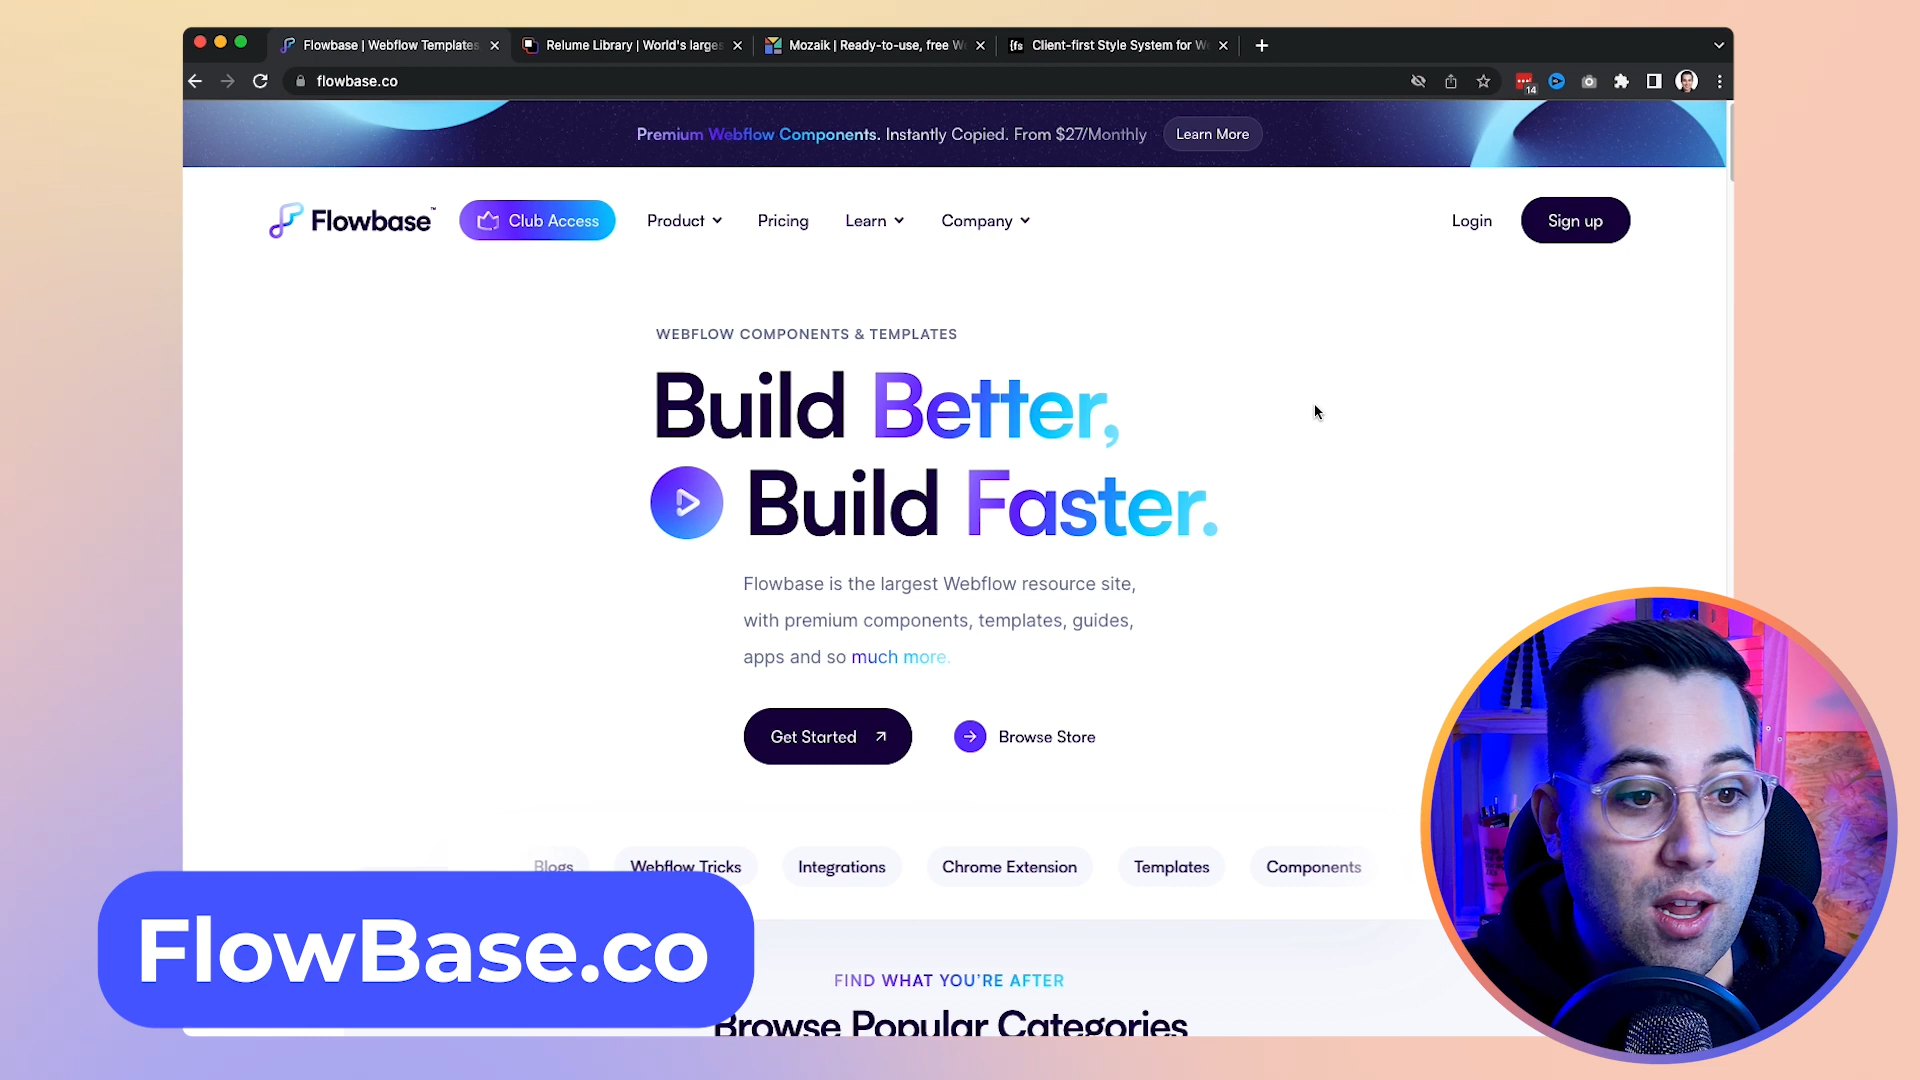 Flowbase | Webflow Templates
Relume Library | World's larges
Mozaik | Ready-to-use, free W
{fs Client-first Style System for W
flowbase.co
14
Premium Webflow Components. Instantly Copied. From $27/Monthly
Learn More
Flowbase™
Club Access
Product
Pricing
Learn
Company
Login
Sign up
WEBFLOW COMPONENTS & TEMPLATES
Build Better,
Build Faster.
Flowbase is the largest Webflow resource site,
with premium components, templates, guides,
apps and so much more.
Get Started
Browse Store
Blogs
Webflow Tricks
Integrations
Chrome Extension
Templates
Components
FlowBase.co
FIND WHAT YOU'RE AFTER
Browse Popular Categories